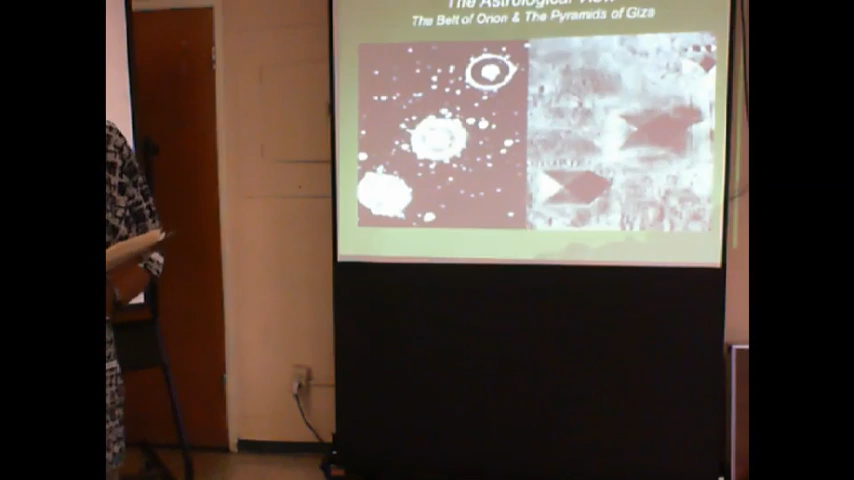 The Astrological View
The Belt of Orion & The Pyramids of Giza